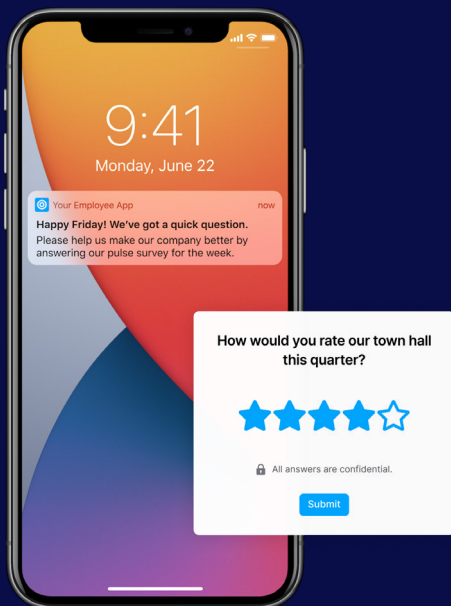 9:41
Monday, June 22
Your Employee App now
Happy Friday! We've got a quick question.
Please help us make our company better by
answering our pulse survey for the week.
How would you rate our town hall
this quarter?
All answers are confidential.
Submit